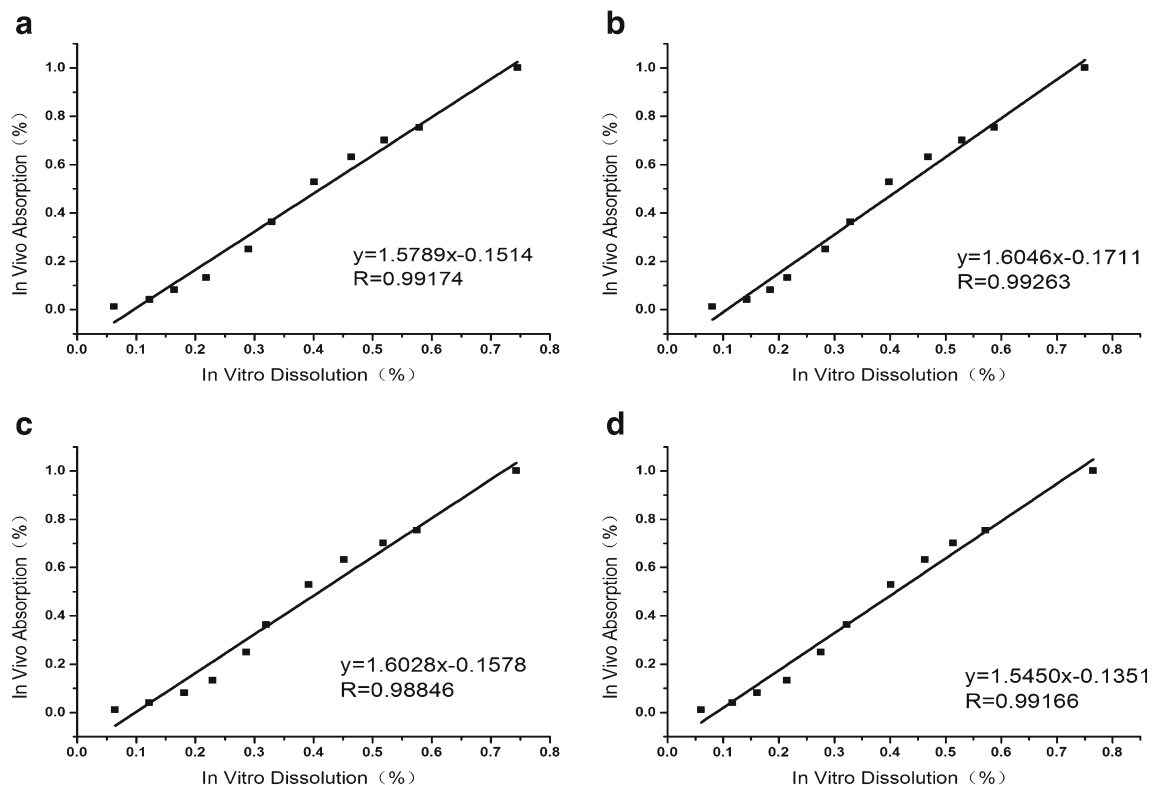 a
1.0
0.8
0.6
0.4
0.2
0.0
In Vivo Absorption（%）
y=1.5789x-0.1514
R=0.99174
0.0 0.1 0.2 0.3 0.4 0.5 0.6 0.7 0.8
In Vitro Dissolution（%）
b
1.0
0.8
0.6
0.4
0.2
0.0
In Vivo Absorption（%）
y=1.6046x-0.1711
R=0.99263
0.0 0.1 0.2 0.3 0.4 0.5 0.6 0.7 0.8
In Vitro Dissolution（%）
c
1.0
0.8
0.6
0.4
0.2
0.0
In Vivo Absorption（%）
y=1.6028x-0.1578
R=0.98846
0.0 0.1 0.2 0.3 0.4 0.5 0.6 0.7 0.8
In Vitro Dissolution（%）
d
1.0
0.8
0.6
0.4
0.2
0.0
In Vivo Absorption（%）
y=1.5450x-0.1351
R=0.99166
0.0 0.1 0.2 0.3 0.4 0.5 0.6 0.7 0.8
In Vitro Dissolution（%）